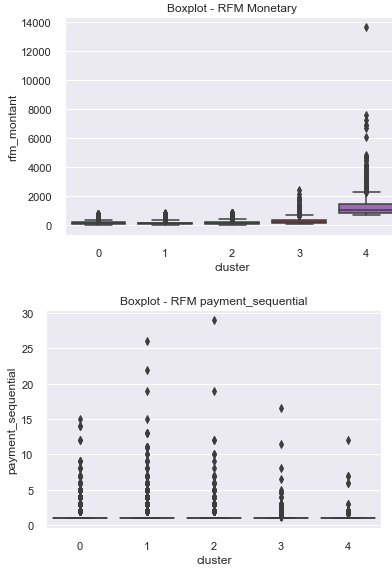 Boxplot - RFM Monetary
14000
12000
10000
8000
6000
4000
2000
0
rfm_montant
0 1 2 3 4
cluster
Boxplot - RFM payment_sequential
30
25
20
15
10
5
0
payment_sequential
0 1 2 3 4
cluster